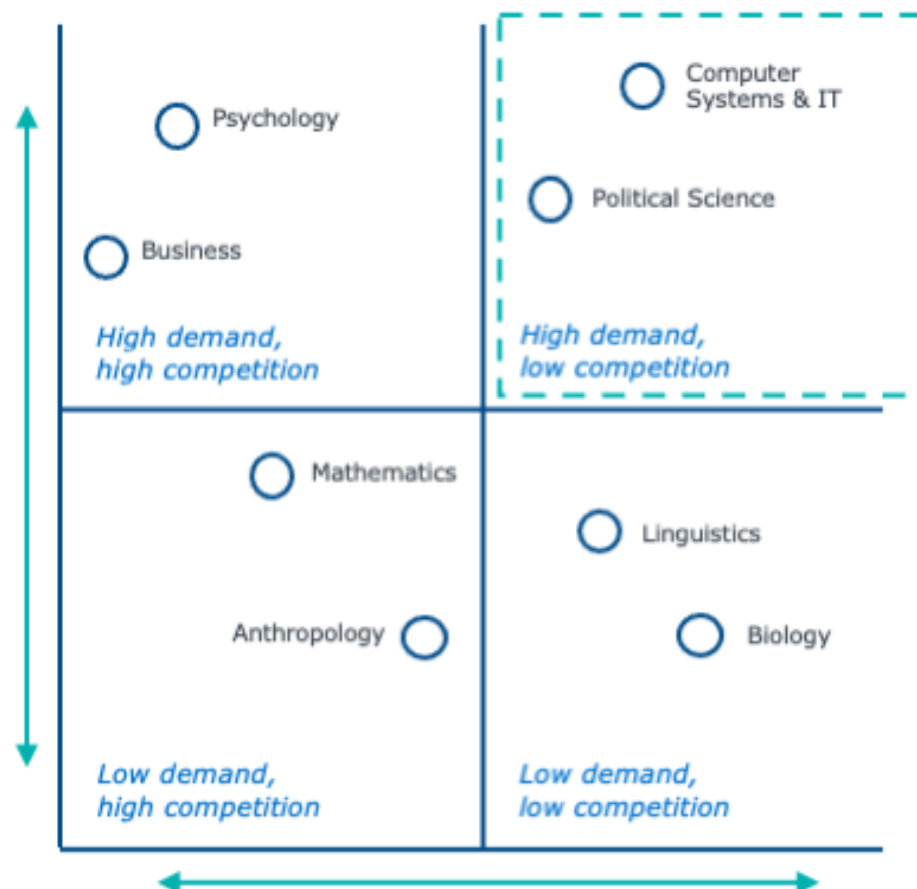 Psychology
Business
High demand,
high competition
Computer
Systems & IT
Political Science
High demand,
low competition
Mathematics
Anthropology
Low demand,
high competition
Linguistics
Biology
Low demand,
low competition